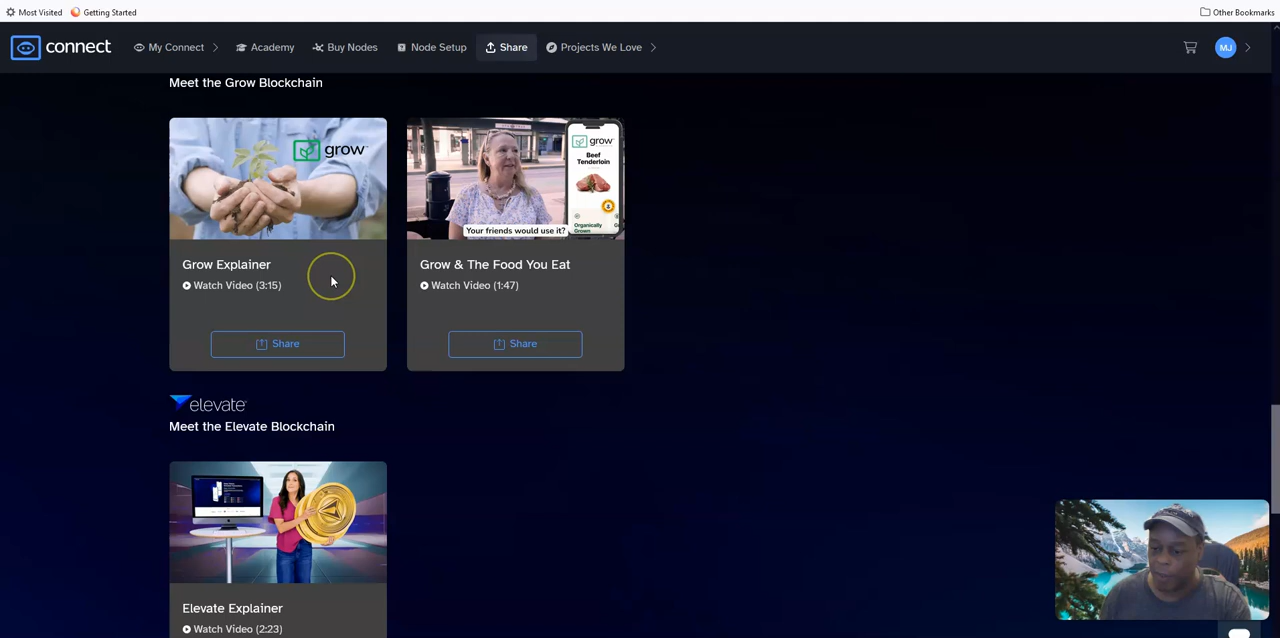 Most Visited
Getting Started
Other Bookmarks
connect
My Connect
Academy
Buy Nodes
Node Setup
Share
Projects We Love
MJ
Meet the Grow Blockchain
grow
grow
Beef
Tenderloin
Organically
Grown
Your friends would use it?
Grow Explainer
Watch Video (3:15)
Share
Grow & The Food You Eat
Watch Video (1:47)
Share
elevate
Meet the Elevate Blockchain
Elevate Explainer
Watch Video (2:23)